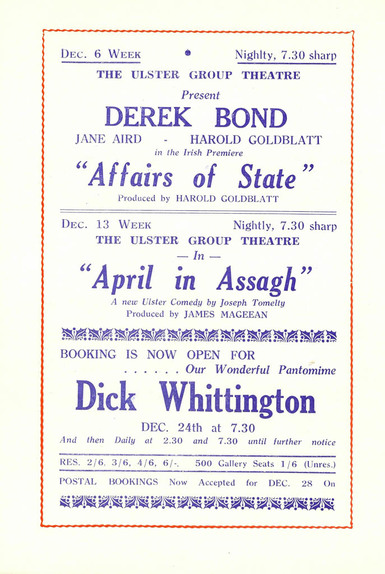 DEC. 6 WEEK • Nighlty, 7.30 sharp
THE ULSTER GROUP THEATRE
Present
DEREK BOND
JANE AIRD - HAROLD GOLDBLATT
in the Irish Premiere
"Affairs of State"
Produced by HAROLD GOLDBLATT
DEC. 13 WEEK Nightly, 7.30 sharp
THE ULSTER GROUP THEATRE
— In —
"April in Assagh"
A new Ulster Comedy by Joseph Tomelty
Produced by JAMES MAGEEAN
BOOKING IS NOW OPEN FOR
. . . . . . Our Wonderful Pantomime
Dick Whittington
DEC. 24th at 7.30
And then Daily at 2.30 and 7.30 until further notice
RES. 2/6, 3/6, 4/6, 6/-. 500 Gallery Seats 1/6 (Unres.)
POSTAL BOOKINGS Now Accepted for DEC. 28 On